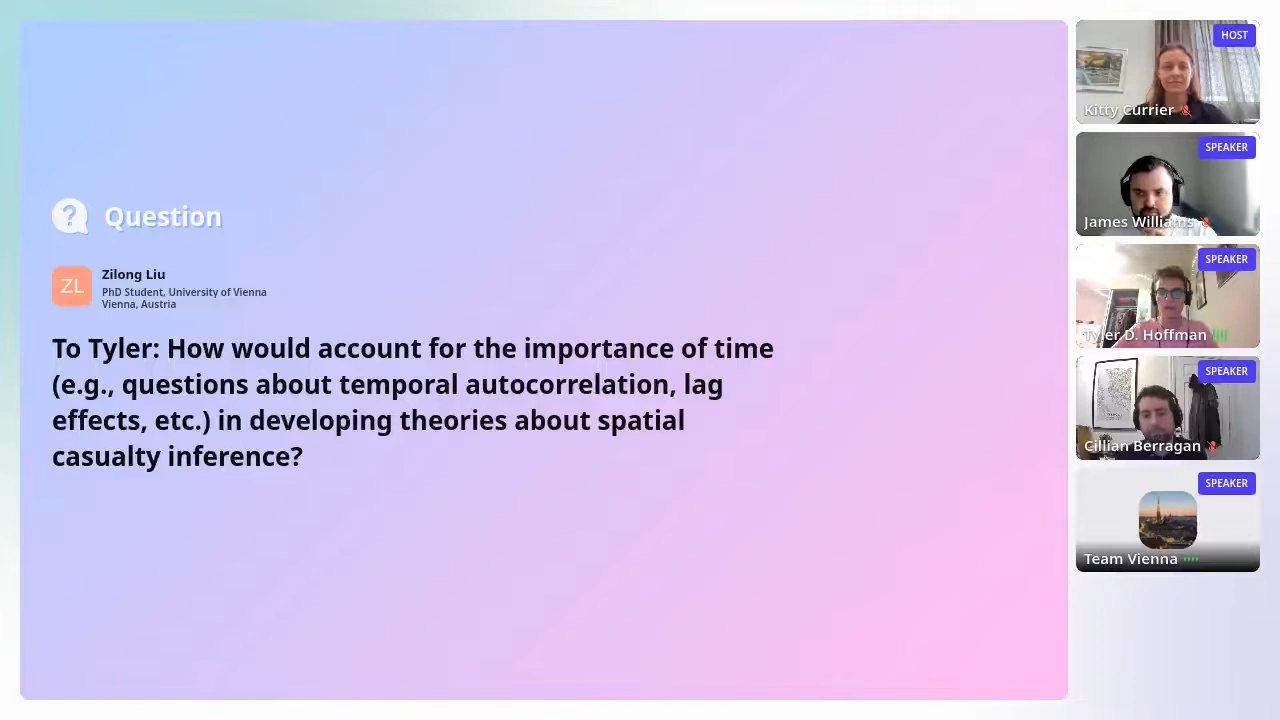 Question
ZL
Zilong Liu
PhD Student, University of Vienna
Vienna, Austria
To Tyler: How would account for the importance of time
(e.g., questions about temporal autocorrelation, lag
effects, etc.) in developing theories about spatial
casualty inference?
HOST
Kitty Currier
SPEAKER
James Williams
SPEAKER
Tyler D. Hoffman
SPEAKER
Cillian Berragan
SPEAKER
Team Vienna